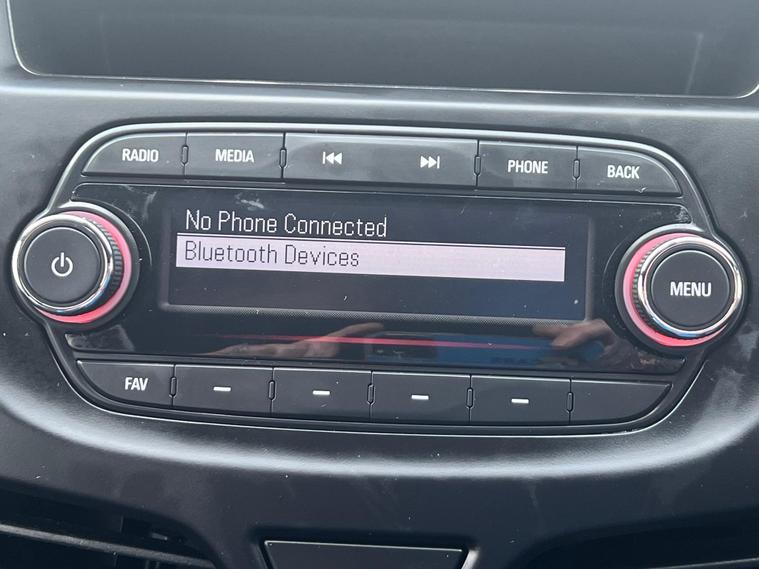 RADIO MEDIA PHONE BACK
No Phone Connected
Bluetooth Devices
MENU
FAV